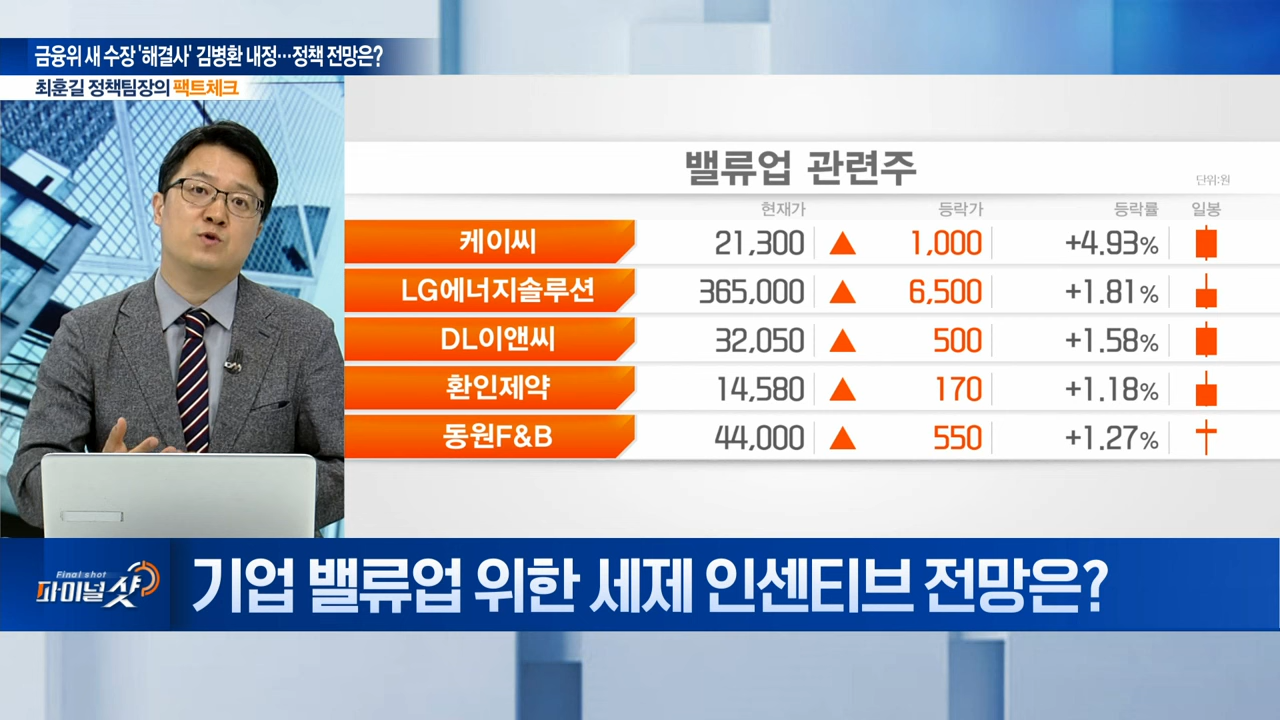 금융위 새 수장 '해결사' 김병환 내정…정책 전망은?
최훈길 정책팀장의 팩트체크
밸류업 관련주
단위:원
현재가 등락가 등락률 일봉
케이씨 21,300 ▲ 1,000 +4.93%
LG에너지솔루션 365,000 ▲ 6,500 +1.81%
DL이앤씨 32,050 ▲ 500 +1.58%
환인제약 14,580 ▲ 170 +1.18%
동원F&B 44,000 ▲ 550 +1.27%
Final shot
파이널샷
기업 밸류업 위한 세제 인센티브 전망은?